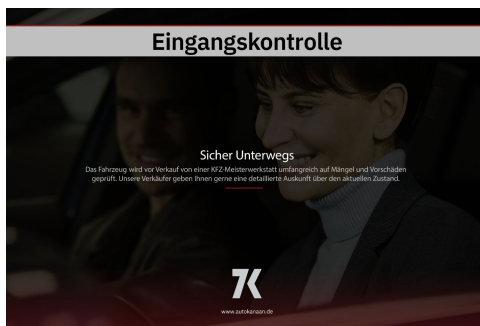 Eingangskontrolle
Sicher Unterwegs
Das Fahrzeug wird vor Verkauf von einer KFZ-Meisterwerkstatt umfangreich auf Mängel und Vorschäden
geprüft. Unsere Verkäufer geben Ihnen gerne eine detaillierte Auskunft über den aktuellen Zustand.
7K
www.autokanaan.de